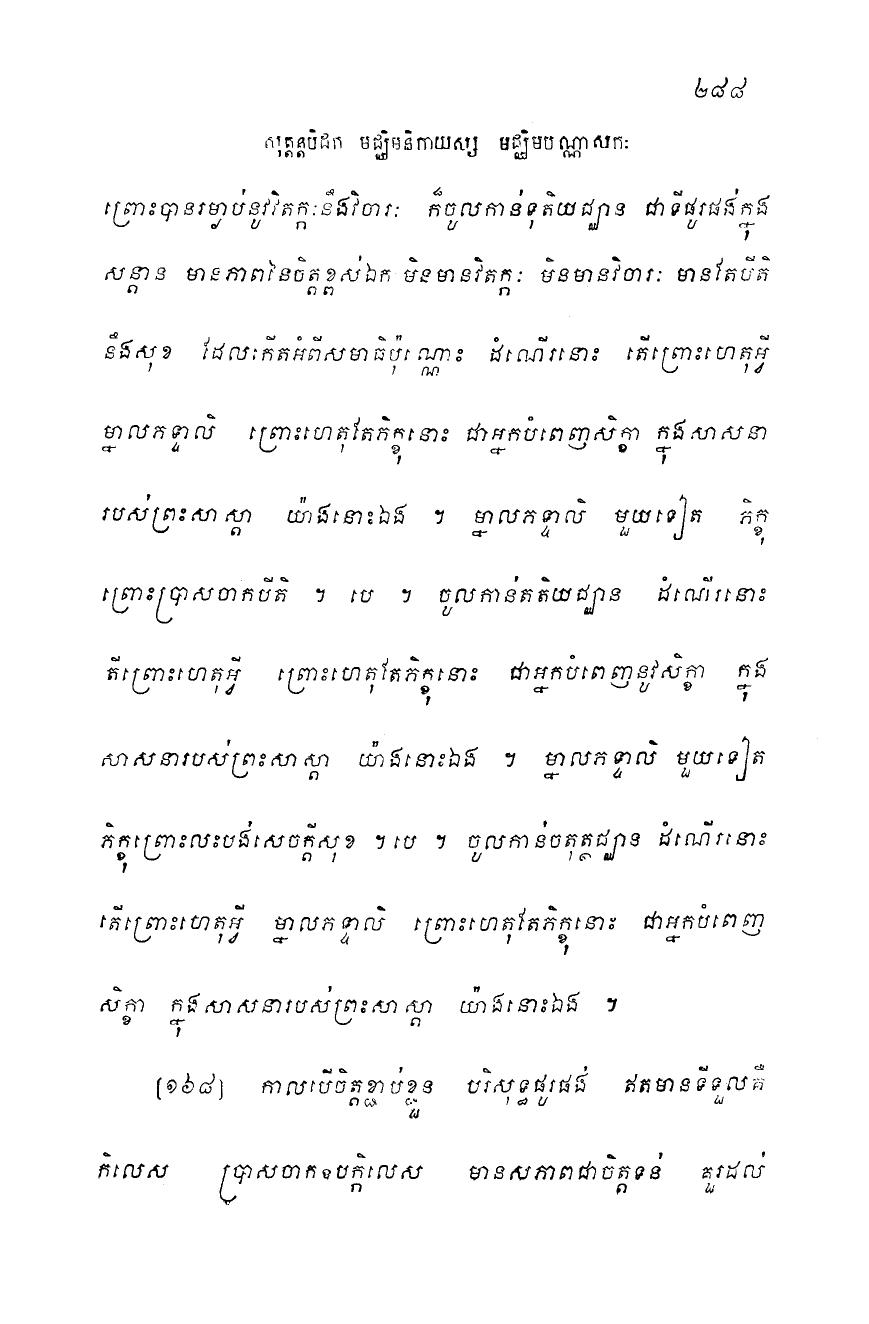 ២៨៨
សុត្តន្តបិដក មជ្ឈិមនិកាយស្ស មជ្ឈិមបណ្ណាសកៈ
ព្រោះបានរម្ងាប់នូវវិតក្កៈនឹងវិចារៈ ក៏ចូលកាន់ទុតិយជ្ឈាន ជាទីផូរផង់ក្នុង
សន្តាន មានភាពនៃចិត្តខ្ពស់ឯក មិនមានវិតក្កៈ មិនមានវិចារៈ មានតែបីតិ
នឹងសុខ ដែលកើតអំពីសមាធិប៉ុណ្ណោះ ដំណើរនោះ តើព្រោះហេតុអ្វី
ម្នាលភទ្ទាលិ ព្រោះហេតុតែភិក្ខុនោះ ជាអ្នកបំពេញសិក្ខា ក្នុងសាសនា
របស់ព្រះសាស្តា យ៉ាងនោះឯង ។ ម្នាលភទ្ទាលិ មួយទៀត ភិក្ខុ
ព្រោះប្រាសចាកបីតិ ។ បេ ។ ចូលកាន់តតិយជ្ឈាន ដំណើរនោះ
តើព្រោះហេតុអ្វី ព្រោះហេតុតែភិក្ខុនោះ ជាអ្នកបំពេញនូវសិក្ខា ក្នុង
សាសនារបស់ព្រះសាស្តា យ៉ាងនោះឯង ។ ម្នាលភទ្ទាលិ មួយទៀត
ភិក្ខុព្រោះលះបង់សេចក្តីសុខ ។ បេ ។ ចូលកាន់ចតុត្ថជ្ឈាន ដំណើរនោះ
តើព្រោះហេតុអ្វី ម្នាលភទ្ទាលិ ព្រោះហេតុតែភិក្ខុនោះ ជាអ្នកបំពេញ
សិក្ខា ក្នុងសាសនារបស់ព្រះសាស្តា យ៉ាងនោះឯង ។
(១៦៨) កាលបើចិត្តខ្ជាប់ខ្ជួន បរិសុទ្ធផូរផង់ ឥតមានទីទួលគឺ
កិលេស ប្រាសចាកឧបក្កិលេស មានសភាពជាចិត្តទន់ គួរដល់